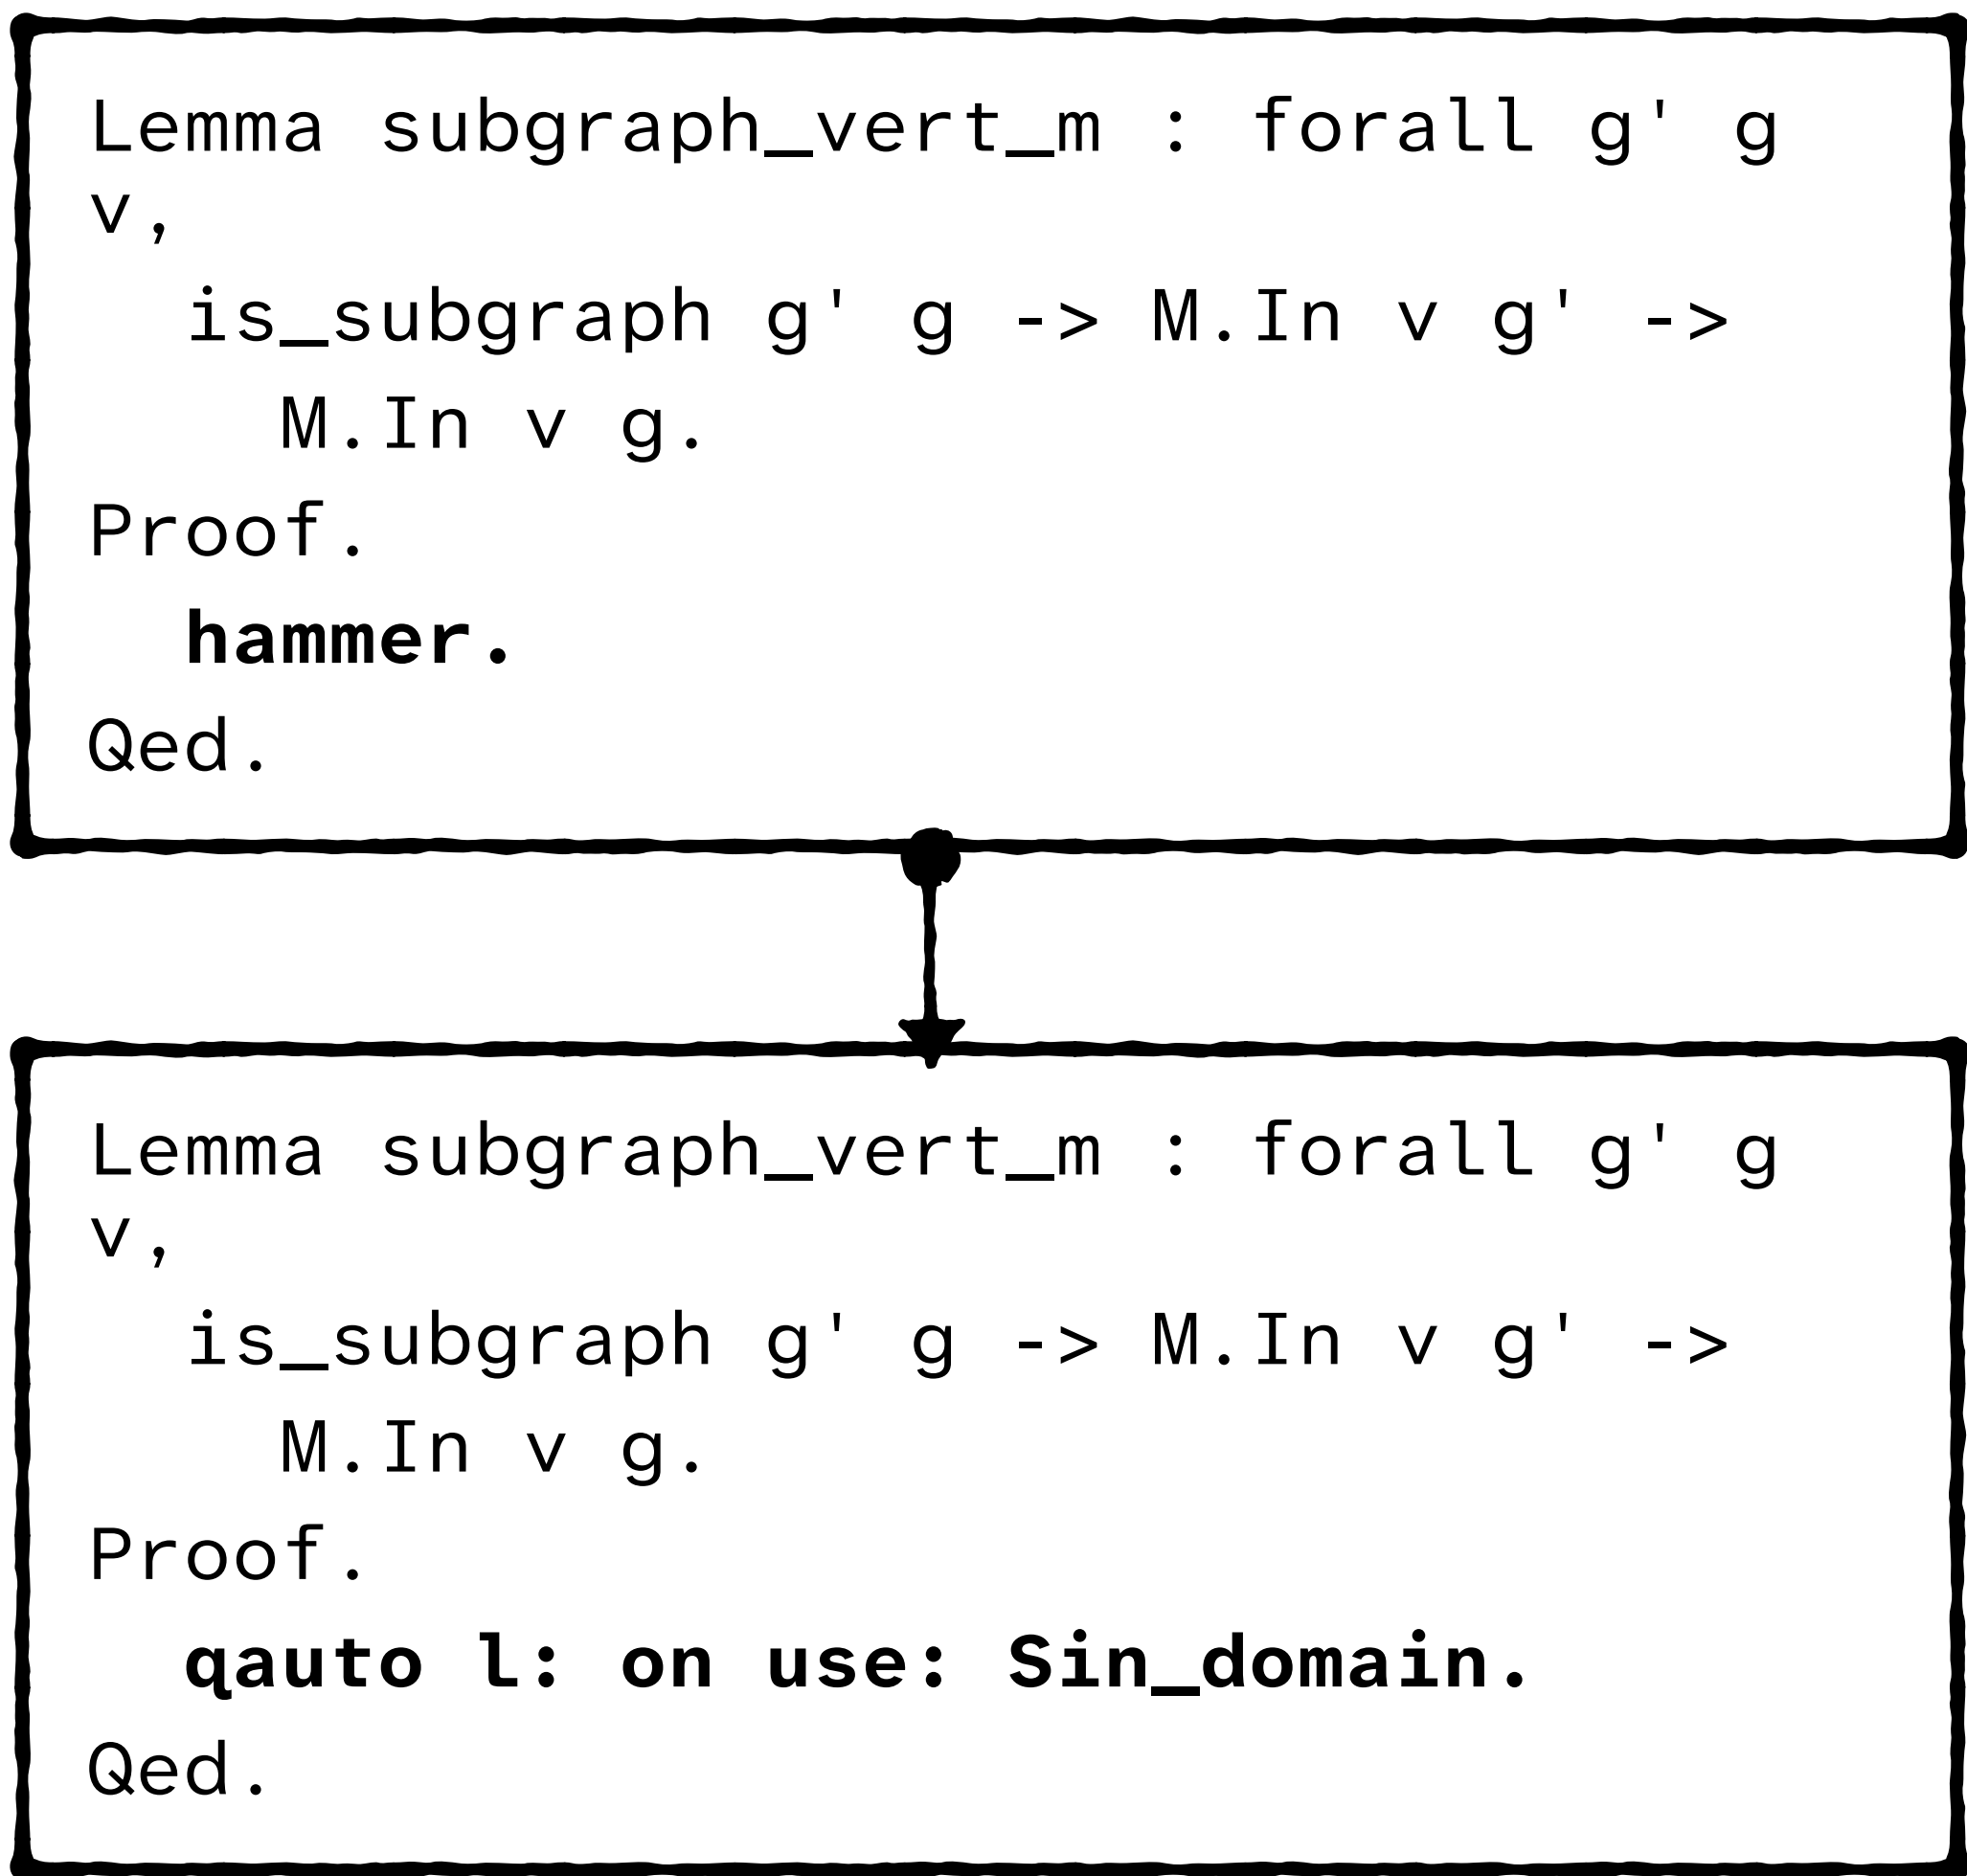 Lemma subgraph_vert_m : forall g' g
v,
  is_subgraph g' g -> M.In v g' ->
    M.In v g.
Proof.
  hammer.
Qed.
Lemma subgraph_vert_m : forall g' g
v,
  is_subgraph g' g -> M.In v g' ->
    M.In v g.
Proof.
  qauto l: on use: Sin_domain.
Qed.